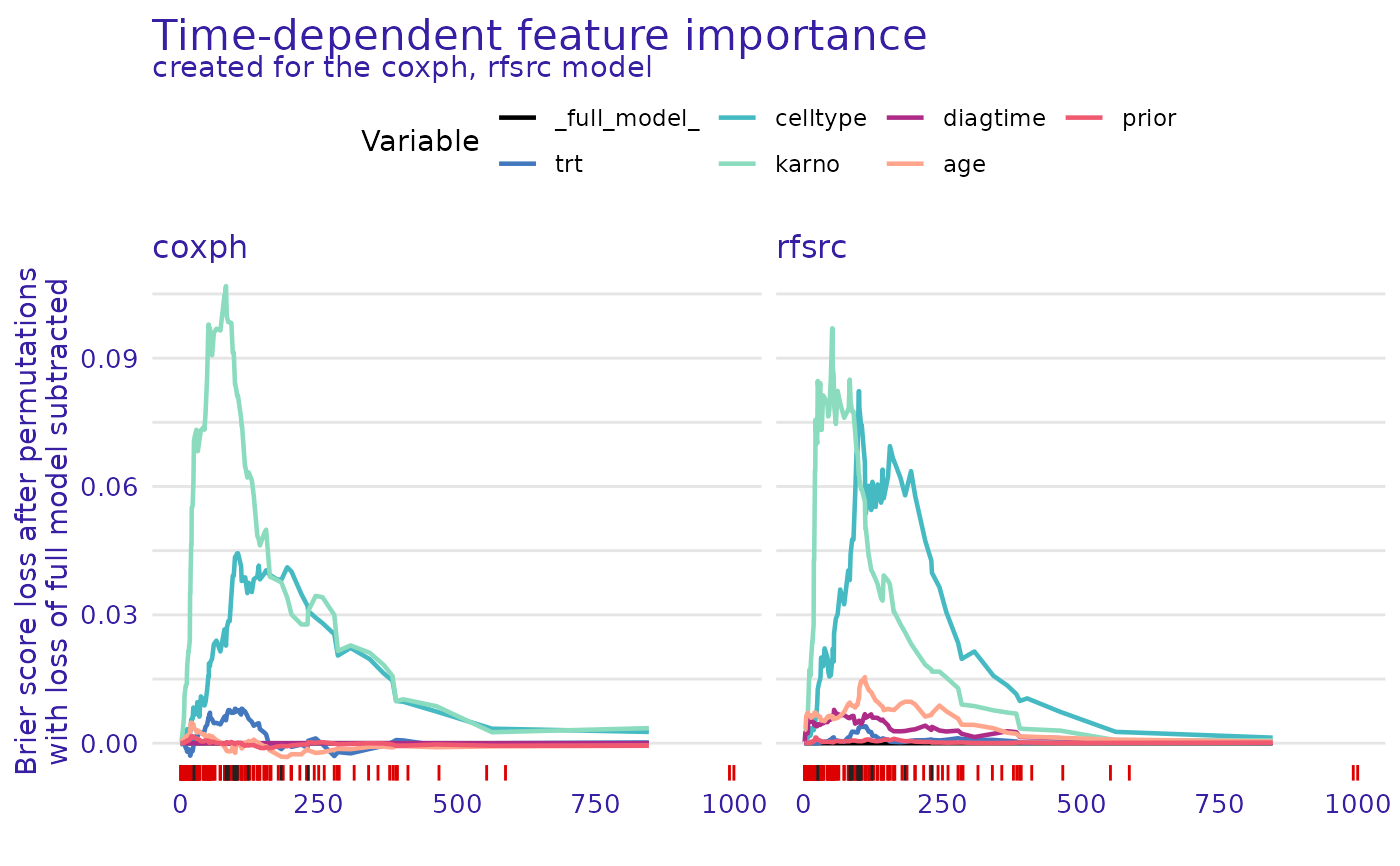 Time-dependent feature importance
created for the coxph, rfsrc model
Variable
_full_model_ celltype diagtime prior
trt karno age
coxph rfsrc
Brier score loss after permutations
with loss of full model subtracted
0.09
0.06
0.03
0.00
0 250 500 750 1000 0 250 500 750 1000